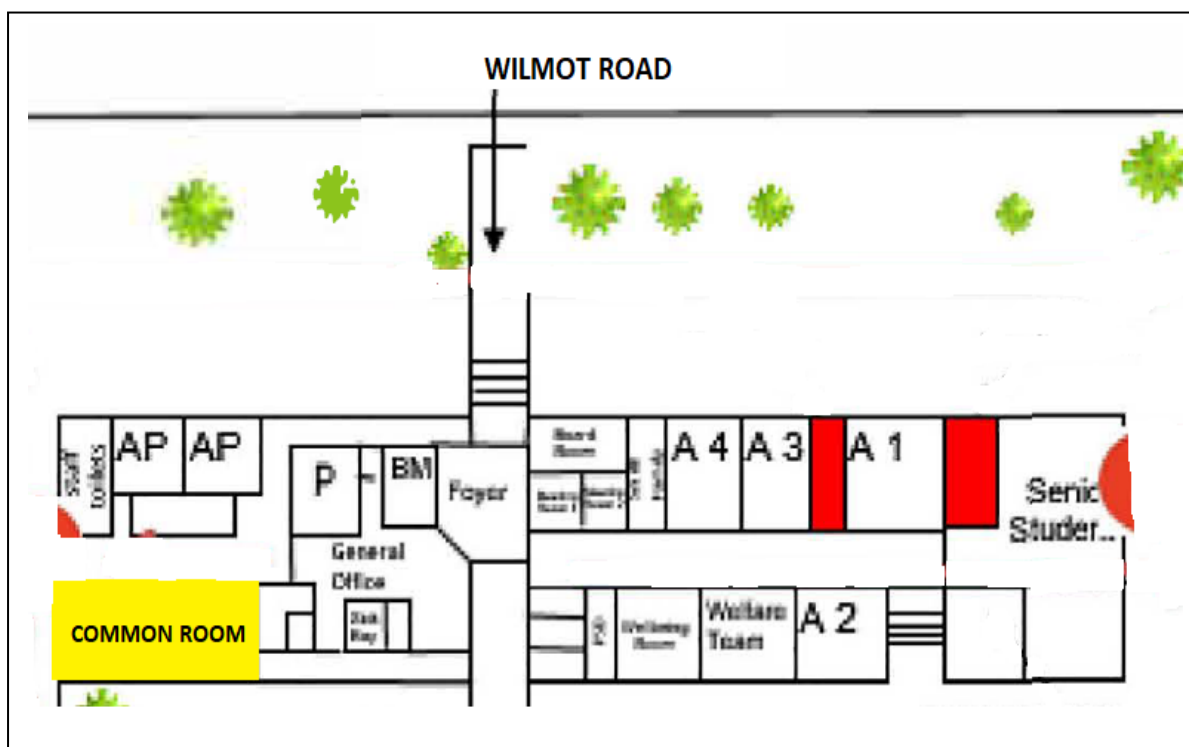 WILMOT ROAD
Staff
toilets
AP
AP
P
BM
Foyer
General
Office
Sick
Bay
COMMON ROOM
Board
Room
A 4
A 3
A 1
Senic
Studer...
Wellbeing
Room
Welfare
Team
A 2